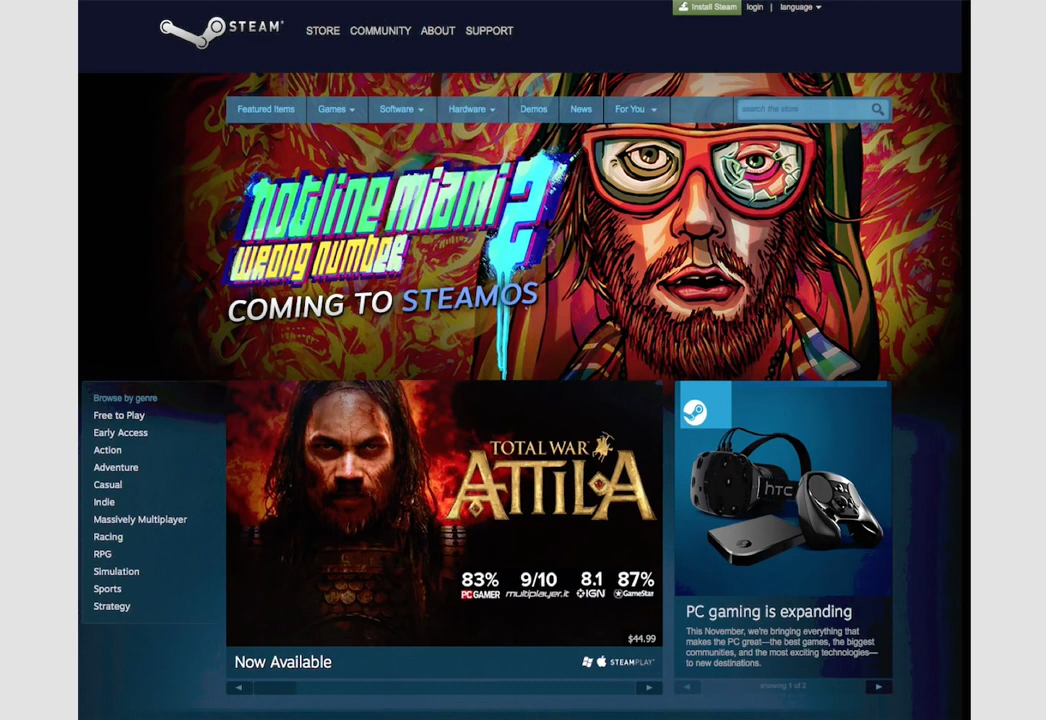 STEAM
STORE COMMUNITY ABOUT SUPPORT
Install Steam login | language
Featured Items Games Software Hardware Demos News For You search the store
hotline miami 2
wrong number
COMING TO STEAMOS
Browse by genre
Free to Play
Early Access
Action
Adventure
Casual
Indie
Massively Multiplayer
Racing
RPG
Simulation
Sports
Strategy
TOTAL WAR
ATTILA
83% 9/10 8.1 87%
PC GAMER multiplayer.it IGN GameStar
$44.99
Now Available
STEAMPLAY
hTC
PC gaming is expanding
This November, we're bringing everything that
makes the PC great—the best games, the biggest
communities, and the most exciting technologies—
to new destinations.
showing 1 of 2